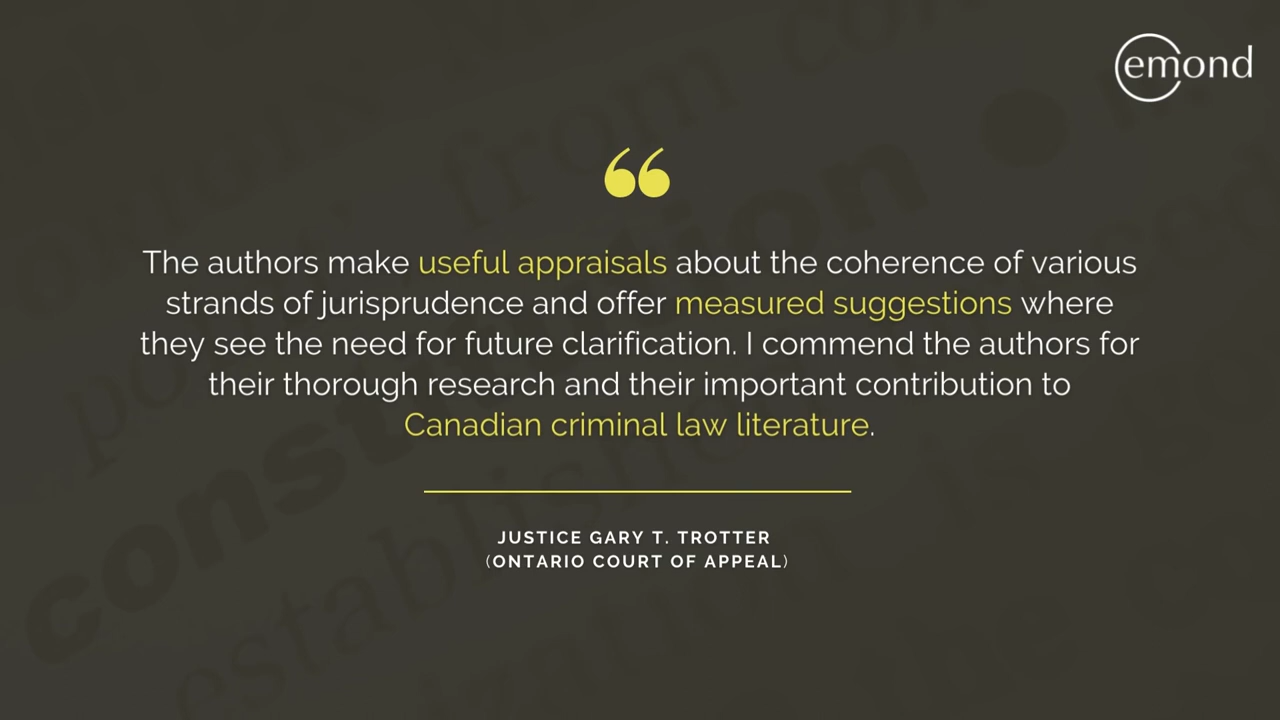 emond
“
The authors make useful appraisals about the coherence of various
strands of jurisprudence and offer measured suggestions where
they see the need for future clarification. I commend the authors for
their thorough research and their important contribution to
Canadian criminal law literature.
JUSTICE GARY T. TROTTER
(ONTARIO COURT OF APPEAL)